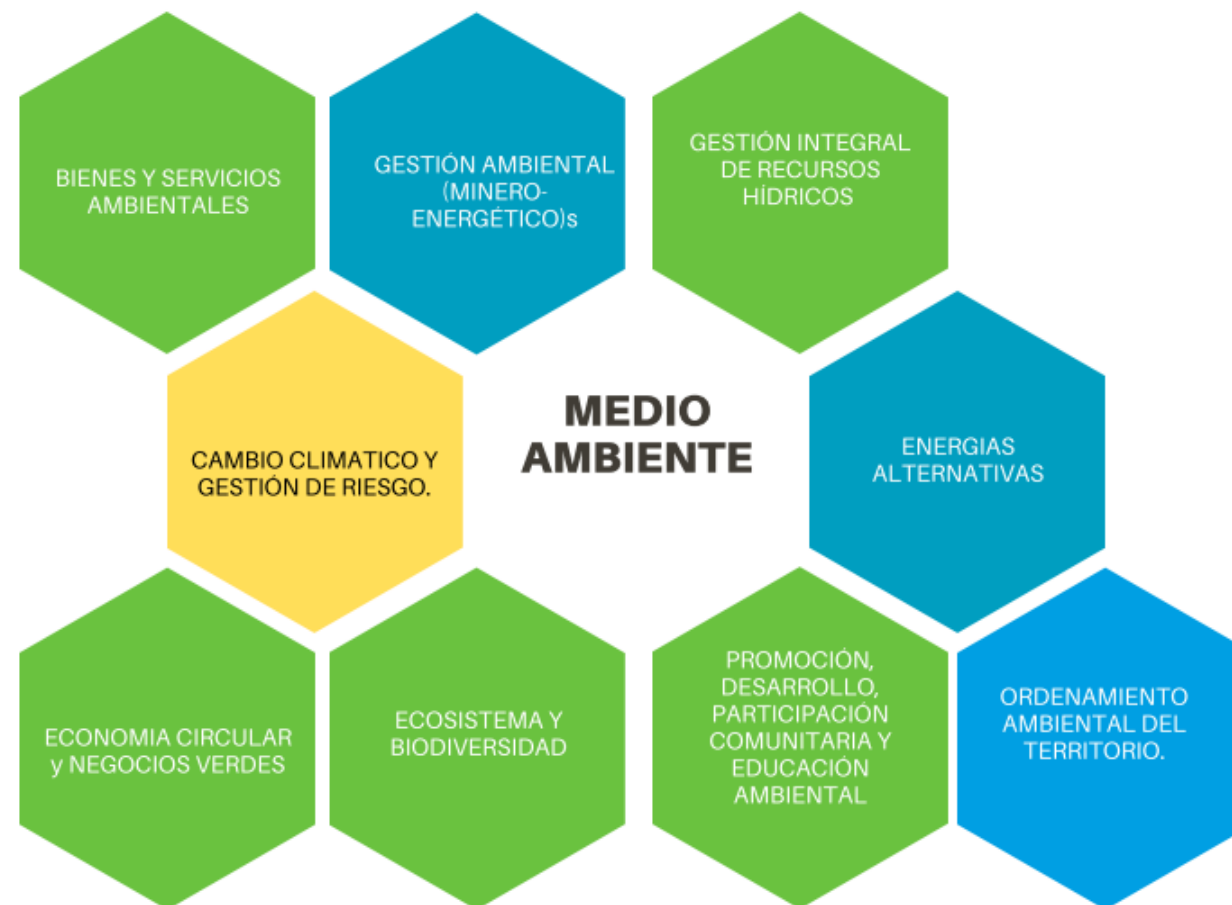 BIENES Y SERVICIOS
AMBIENTALES
GESTIÓN AMBIENTAL
(MINERO-
ENERGÉTICO)s
GESTIÓN INTEGRAL
DE RECURSOS
HÍDRICOS
CAMBIO CLIMATICO Y
GESTIÓN DE RIESGO.
MEDIO
AMBIENTE
ENERGIAS
ALTERNATIVAS
ECONOMIA CIRCULAR
y NEGOCIOS VERDES
ECOSISTEMA Y
BIODIVERSIDAD
PROMOCIÓN,
DESARROLLO,
PARTICIPACIÓN
COMUNITARIA Y
EDUCACIÓN
AMBIENTAL
ORDENAMIENTO
AMBIENTAL DEL
TERRITORIO.